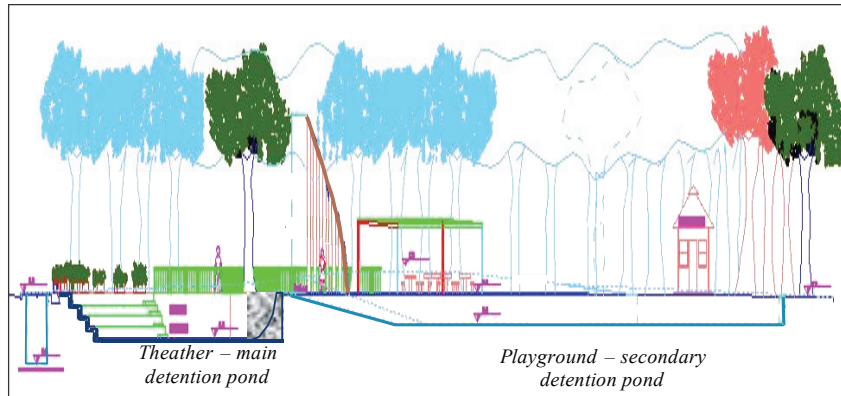 Theather – main
detention pond
Playground – secondary
detention pond